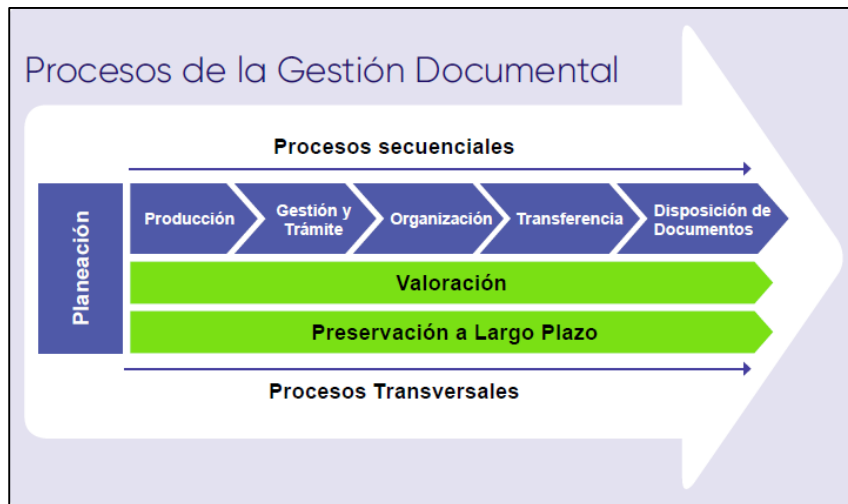 Procesos de la Gestión Documental
Procesos secuenciales
Planeación
Producción
Gestión y
Trámite
Organización
Transferencia
Disposición de
Documentos
Valoración
Preservación a Largo Plazo
Procesos Transversales